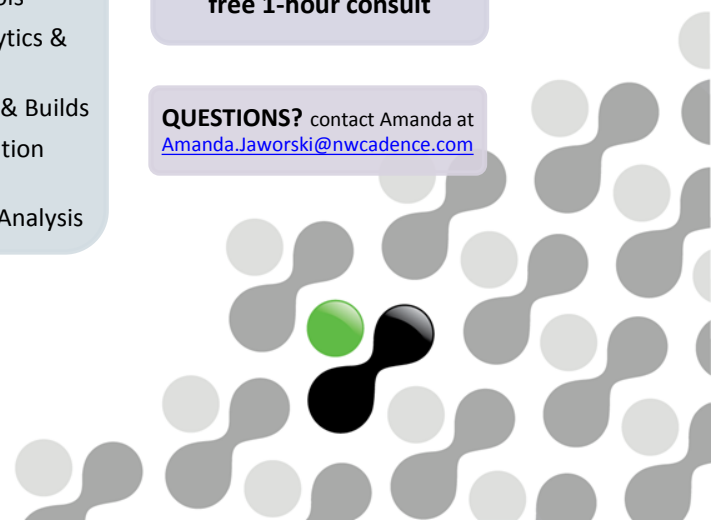 ytics &
& Builds
tion
Analysis
free 1-hour consult
QUESTIONS? contact Amanda at
Amanda.Jaworski@nwcadence.com